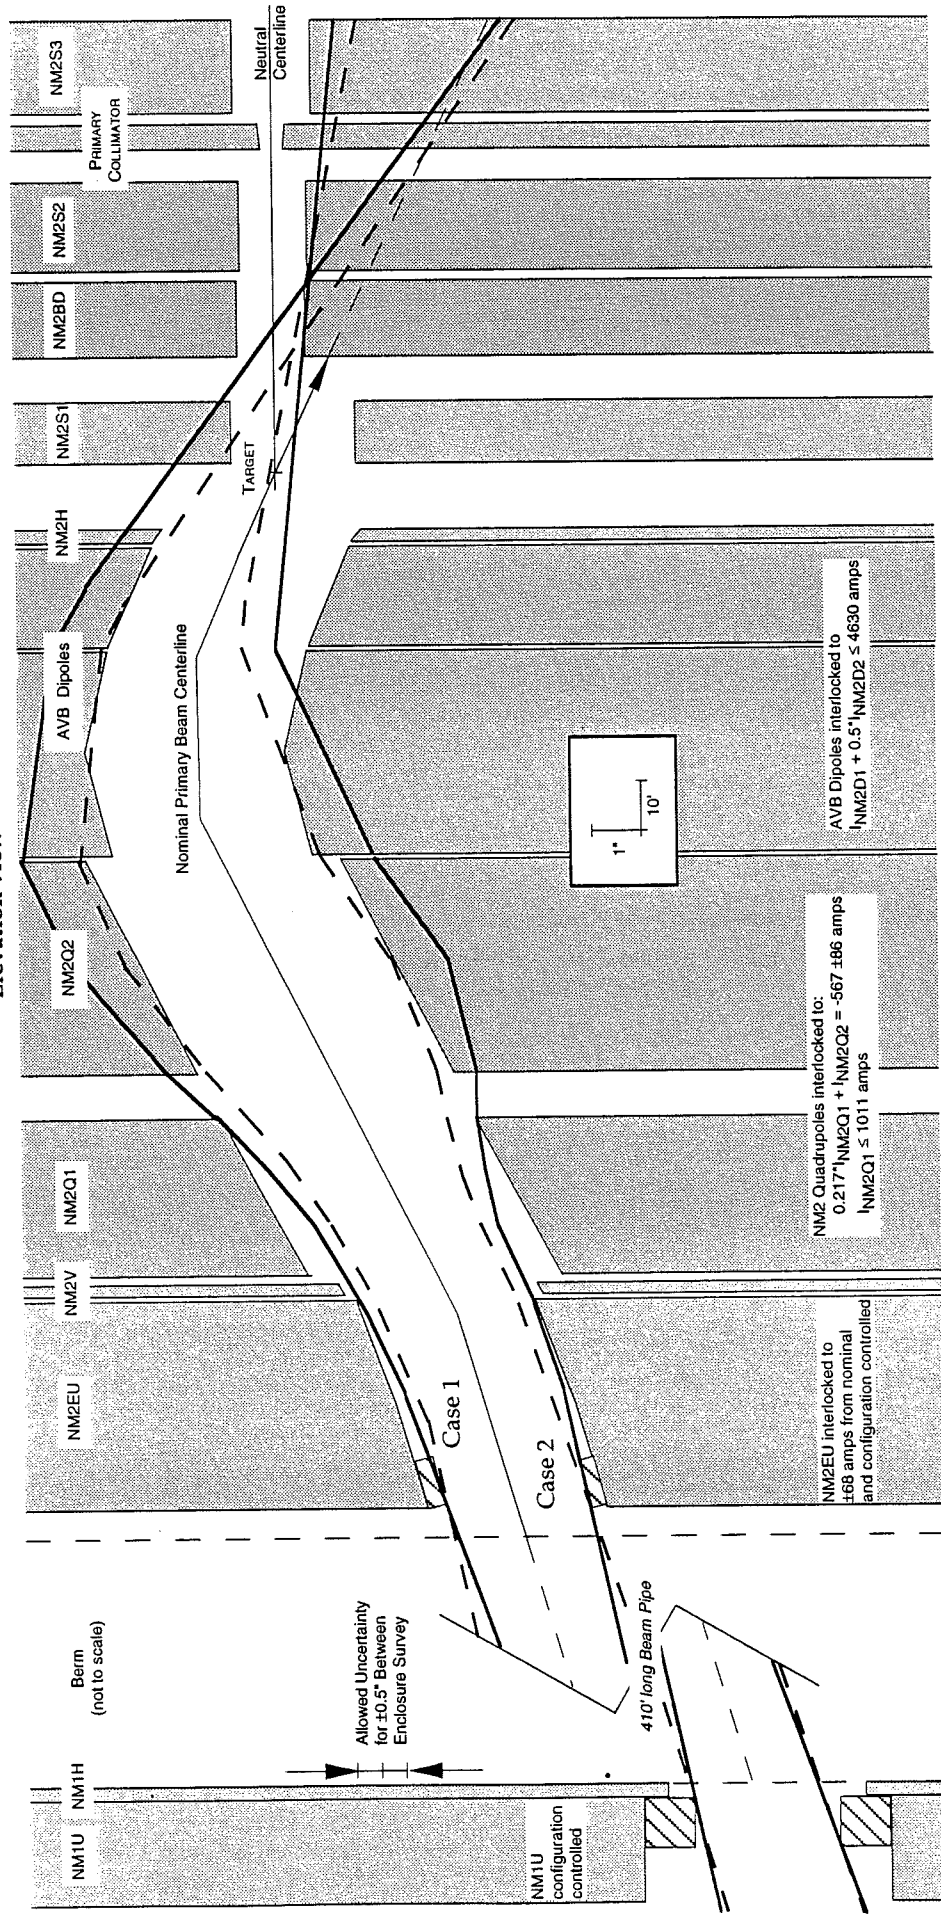 Elevation View
NM1U
NM1H
Berm
(not to scale)
NM2EU
NM2V
NM2Q1
NM2Q2
AVB Dipoles
NM2H
NM2S1
NM2BD
NM2S2
PRIMARY
COLLIMATOR
NM2S3
Neutral
Centerline
TARGET
Nominal Primary Beam Centerline
Case 1
Case 2
Allowed Uncertainty
for ±0.5" Between
Enclosure Survey
410' long Beam Pipe
1"
10'
NM1U
configuration
controlled
NM2EU interlocked to
±68 amps from nominal
and configuration controlled
NM2 Quadrupoles interlocked to:
0.217*INM2Q1 + INM2Q2 = -567 ±86 amps
INM2Q1 ≤ 1011 amps
AVB Dipoles interlocked to
INM2D1 + 0.5*INM2D2 ≤ 4630 amps